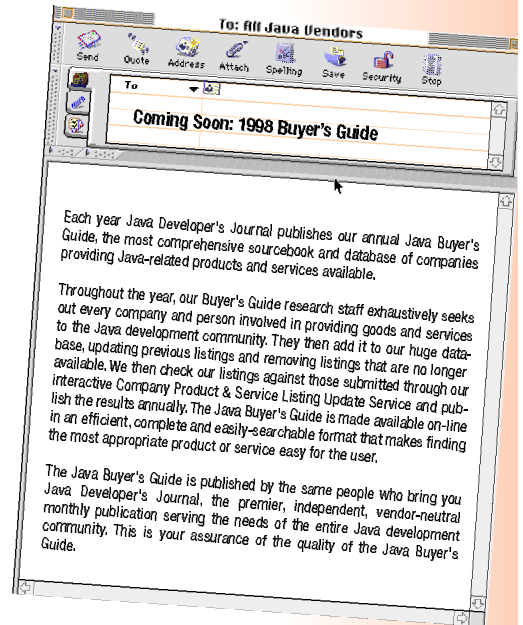 To: All Java Vendors
Send Quote Address Attach Spelling Save Security Stop
To
Coming Soon: 1998 Buyer's Guide
Each year Java Developer's Journal publishes our annual Java Buyer's
Guide, the most comprehensive sourcebook and database of companies
providing Java-related products and services available.
Throughout the year, our Buyer's Guide research staff exhaustively seeks
out every company and person involved in providing goods and services
to the Java development community. They then add it to our huge data-
base, updating previous listings and removing listings that are no longer
available. We then check our listings against those submitted through our
interactive Company Product & Service Listing Update Service and pub-
lish the results annually. The Java Buyer's Guide is made available on-line
in an efficient, complete and easily-searchable format that makes finding
the most appropriate product or service easy for the user.
The Java Buyer's Guide is published by the same people who bring you
Java Developer's Journal, the premier, independent, vendor-neutral
monthly publication serving the needs of the entire Java development
community. This is your assurance of the quality of the Java Buyer's
Guide.